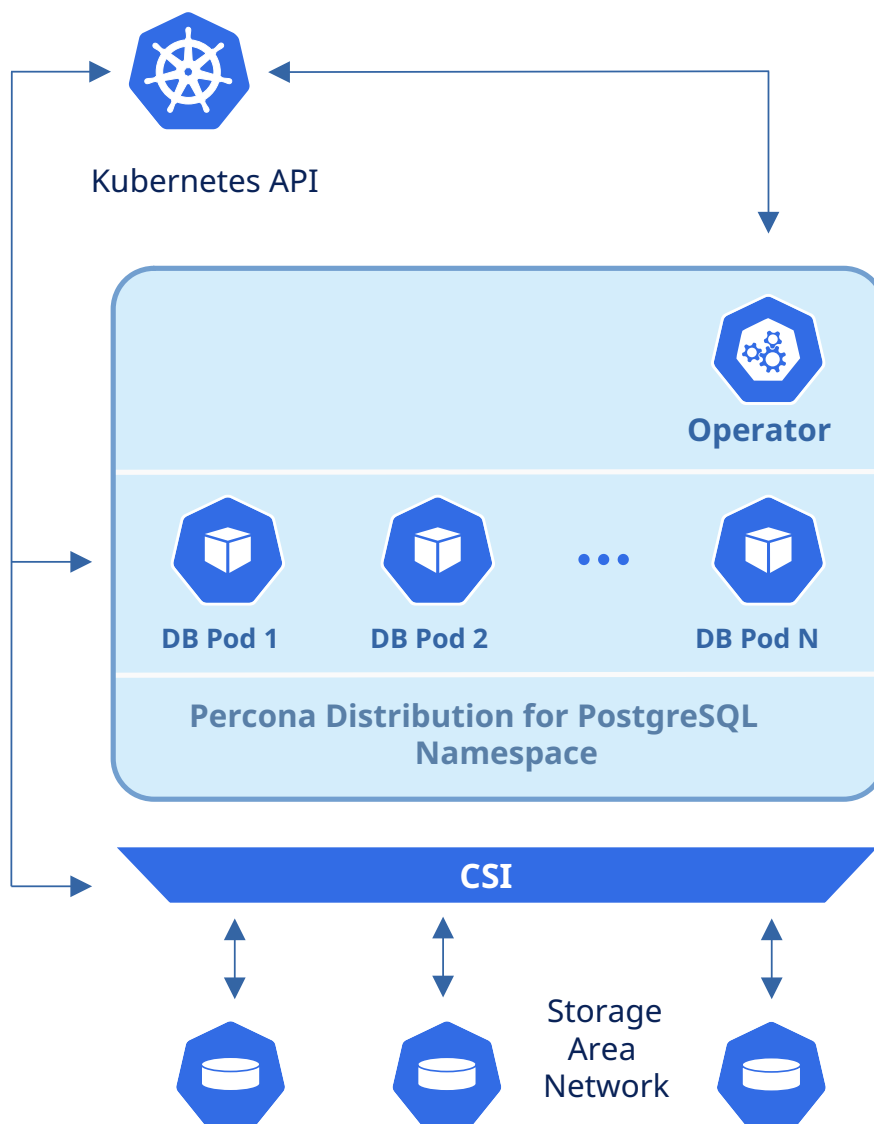 Kubernetes API
Operator
DB Pod 1
DB Pod 2
DB Pod N
Percona Distribution for PostgreSQL
Namespace
CSI
Storage
Area
Network